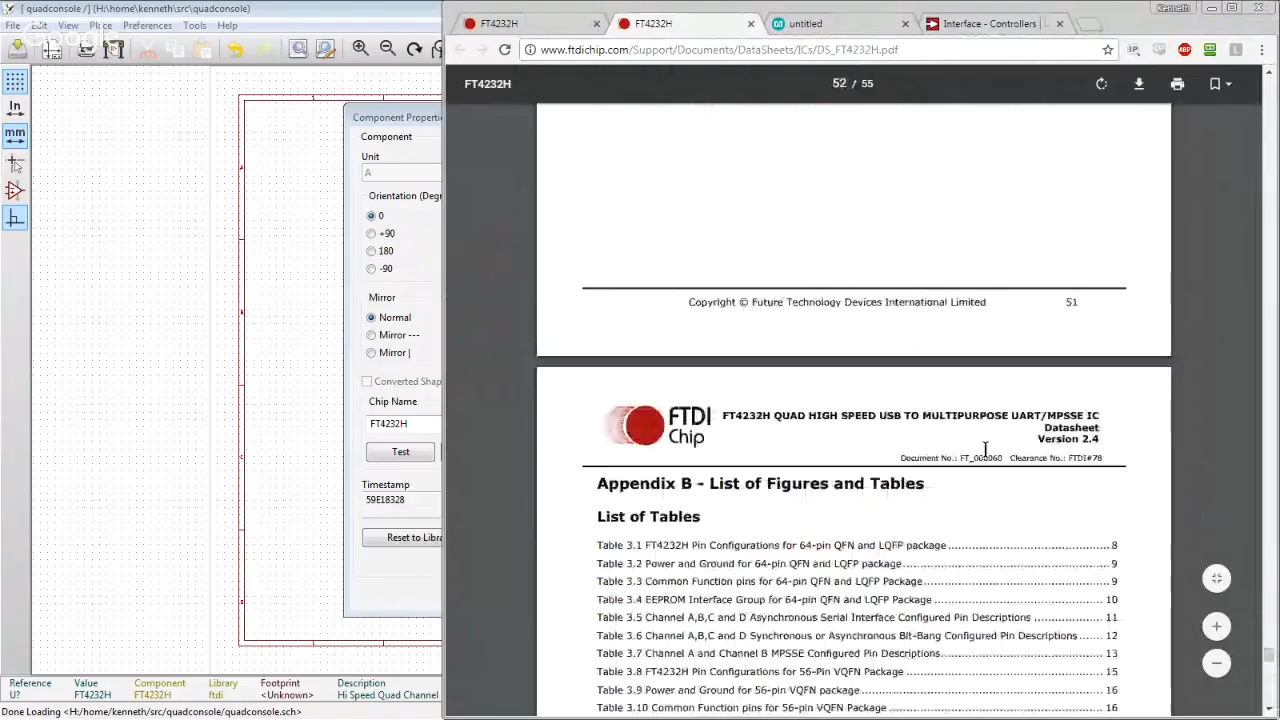 [ quadconsole /] (H:\home\kenneth\src\quadconsole)
Kenneth
File Edit View Place Preferences Tools Help
Google
FT4232H
FT4232H
untitled
Interface - Controllers |
www.ftdichip.com/Support/Documents/DataSheets/ICs/DS_FT4232H.pdf
FT4232H
52 / 55
In
mm
Component Properti
Component
Unit
A
Orientation (Degr
0
+90
180
-90
Mirror
Normal
Mirror ---
Mirror |
Converted Shap
Chip Name
FT4232H
Test
Timestamp
59E18328
Reset to Libra
Copyright © Future Technology Devices International Limited 51
FTDI
Chip
FT4232H QUAD HIGH SPEED USB TO MULTIPURPOSE UART/MPSSE IC
Datasheet
Version 2.4
Document No.: FT_000060 Clearance No.: FTDI#78
Appendix B - List of Figures and Tables
List of Tables
Table 3.1 FT4232H Pin Configurations for 64-pin QFN and LQFP package 8
Table 3.2 Power and Ground for 64-pin QFN and LQFP package 9
Table 3.3 Common Function pins for 64-pin QFN and LQFP Package 9
Table 3.4 EEPROM Interface Group for 64-pin QFN and LQFP Package 10
Table 3.5 Channel A,B,C and D Asynchronous Serial Interface Configured Pin Descriptions 11
Table 3.6 Channel A,B,C and D Synchronous or Asynchronous Bit-Bang Configured Pin Descriptions 12
Table 3.7 Channel A and Channel B MPSSE Configured Pin Descriptions 13
Table 3.8 FT4232H Pin Configurations for 56-Pin VQFN Package 15
Table 3.9 Power and Ground for 56-pin VQFN package 16
Table 3.10 Common Function pins for 56-pin VQFN Package 16
Reference Value Component Library Footprint Description
U? FT4232H FT4232H ftdi <Unknown> Hi Speed Quad Channel
Done Loading <H:/home/kenneth/src/quadconsole/quadconsole.sch>